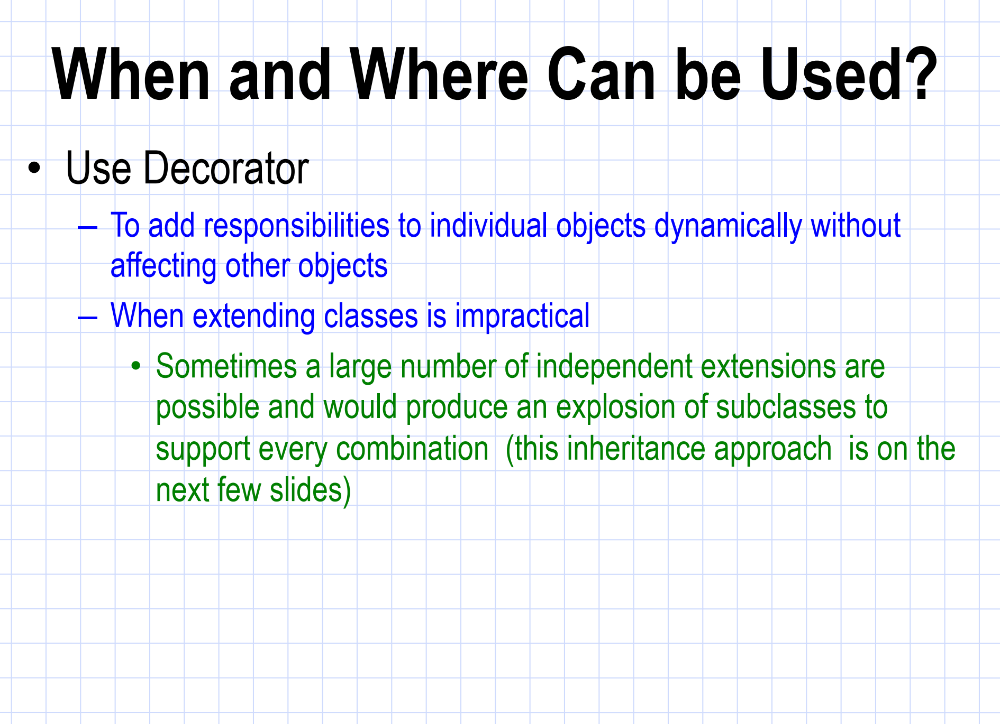 When and Where Can be Used?
• Use Decorator
– To add responsibilities to individual objects dynamically without
affecting other objects
– When extending classes is impractical
• Sometimes a large number of independent extensions are
possible and would produce an explosion of subclasses to
support every combination  (this inheritance approach  is on the
next few slides)